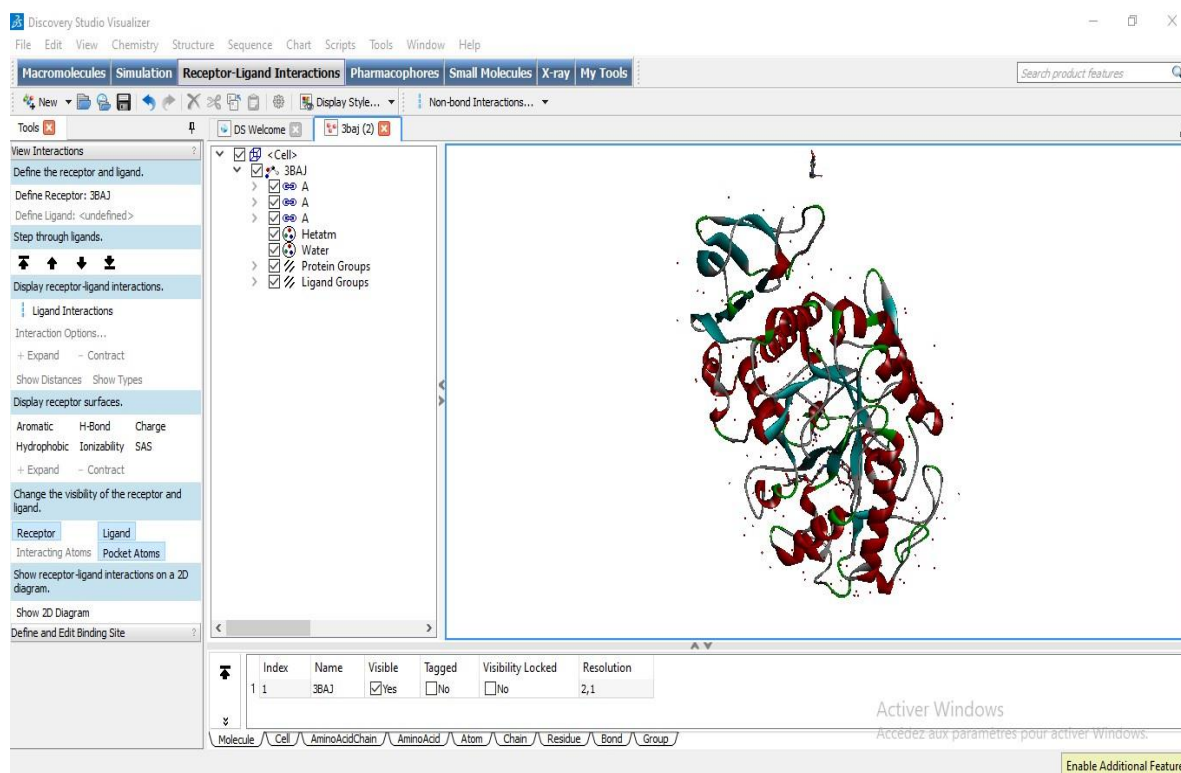 Discovery Studio Visualizer
File Edit View Chemistry Structure Sequence Chart Scripts Tools Window Help
Macromolecules Simulation Receptor-Ligand Interactions Pharmacophores Small Molecules X-ray My Tools
Search product features
New Display Style... Non-bond Interactions...
Tools
DS Welcome 3baj (2)
View Interactions ?
Define the receptor and ligand.
Define Receptor: 3BAJ
Define Ligand: <undefined>
Step through ligands.
Display receptor-ligand interactions.
Ligand Interactions
Interaction Options...
+ Expand - Contract
Show Distances Show Types
Display receptor surfaces.
Aromatic H-Bond Charge
Hydrophobic Ionizability SAS
+ Expand - Contract
Change the visibility of the receptor and
ligand.
Receptor Ligand
Interacting Atoms Pocket Atoms
Show receptor-ligand interactions on a 2D
diagram.
Show 2D Diagram
Define and Edit Binding Site ?
<Cell>
3BAJ
A
A
A
Hetatm
Water
Protein Groups
Ligand Groups
Index Name Visible Tagged Visibility Locked Resolution
1 1 3BAJ Yes No No 2,1
Molecule Cell AminoAcidChain AminoAcid Atom Chain Residue Bond Group
Activer Windows
Accédez aux paramètres pour activer Windows.
Enable Additional Feature